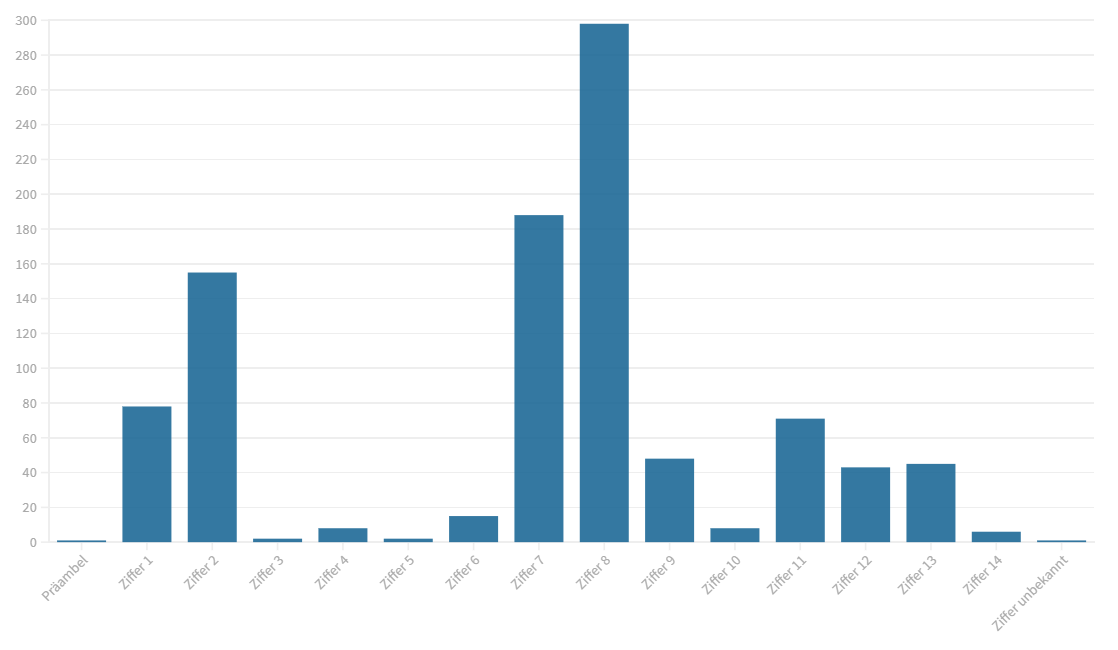 300
280
260
240
220
200
180
160
140
120
100
80
60
40
20
0
Präambel
Ziffer 1
Ziffer 2
Ziffer 3
Ziffer 4
Ziffer 5
Ziffer 6
Ziffer 7
Ziffer 8
Ziffer 9
Ziffer 10
Ziffer 11
Ziffer 12
Ziffer 13
Ziffer 14
Ziffer unbekannt